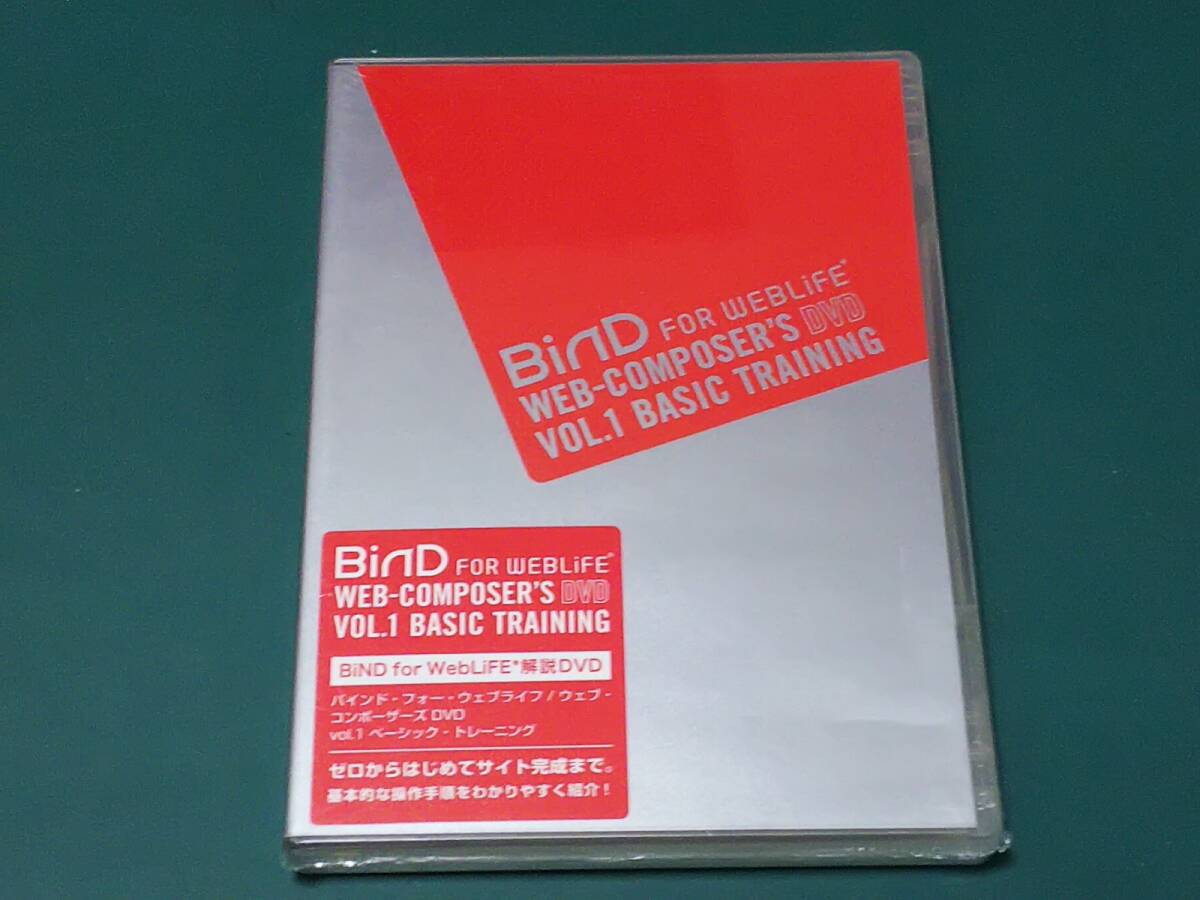 BiND FOR WEBLiFE*
WEB-COMPOSER'S DVD
VOL.1 BASIC TRAINING
BiND FOR WEBLiFE*
WEB-COMPOSER'S DVD
VOL.1 BASIC TRAINING
BiND for WebLiFE*解説DVD
バインド・フォー・ウェブライフ / ウェブ・
コンポーザーズ DVD
vol.1 ベーシック・トレーニング
ゼロからはじめてサイト完成まで。
基本的な操作手順をわかりやすく紹介！